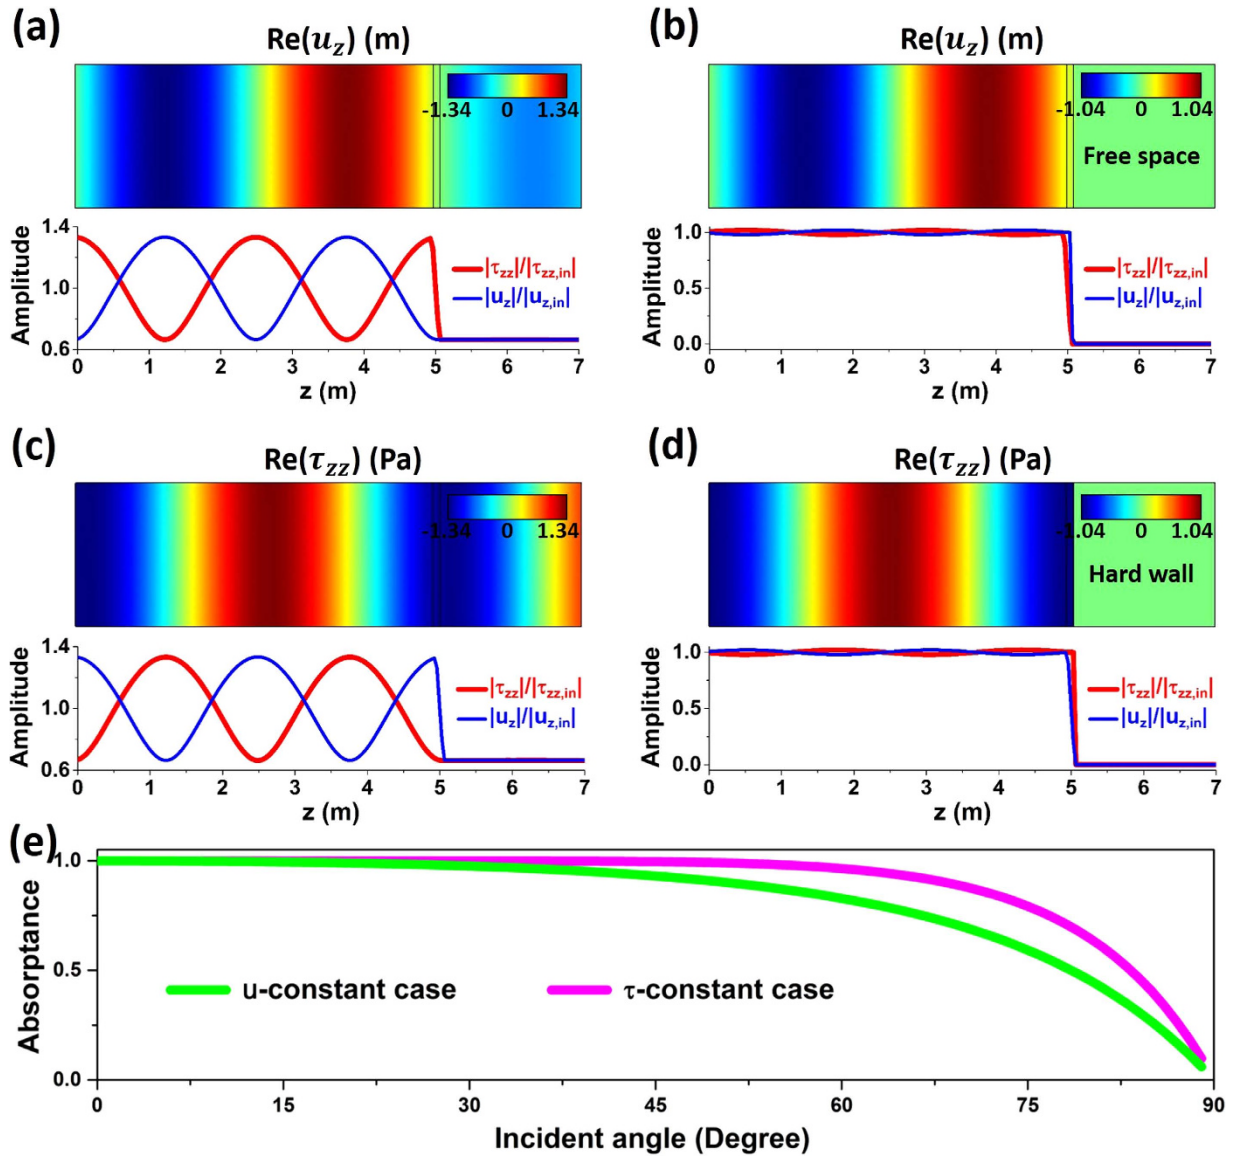 (a)
Re(u_z) (m)
-1.34 0 1.34
1.4
1.0
0.6
Amplitude
|τ_zz|/|τ_zz,in|
|u_z|/|u_z,in|
0 1 2 3 4 5 6 7
z (m)
(b)
Re(u_z) (m)
-1.04 0 1.04
Free space
1.0
0.5
0.0
Amplitude
|τ_zz|/|τ_zz,in|
|u_z|/|u_z,in|
0 1 2 3 4 5 6 7
z (m)
(c)
Re(τ_zz) (Pa)
-1.34 0 1.34
1.4
1.0
0.6
Amplitude
|τ_zz|/|τ_zz,in|
|u_z|/|u_z,in|
0 1 2 3 4 5 6 7
z (m)
(d)
Re(τ_zz) (Pa)
-1.04 0 1.04
Hard wall
1.0
0.5
0.0
Amplitude
|τ_zz|/|τ_zz,in|
|u_z|/|u_z,in|
0 1 2 3 4 5 6 7
z (m)
(e)
1.0
0.5
0.0
Absorptance
u-constant case
τ-constant case
0 15 30 45 60 75 90
Incident angle (Degree)